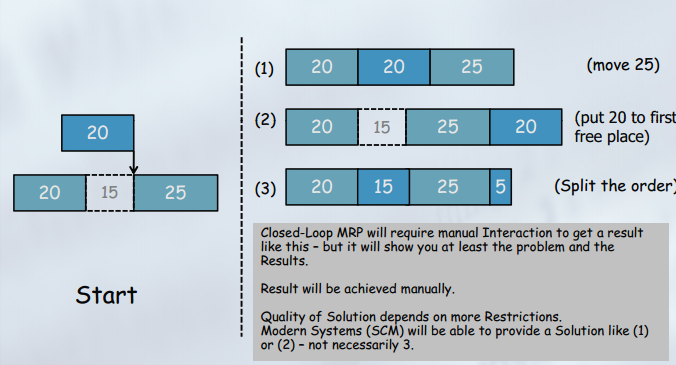 20
20 15 25
Start
(1) 20 20 25 (move 25)
(2) 20 15 25 20 (put 20 to first
free place)
(3) 20 15 25 5 (Split the order)
Closed-Loop MRP will require manual Interaction to get a result
like this – but it will show you at least the problem and the
Results.
Result will be achieved manually.
Quality of Solution depends on more Restrictions.
Modern Systems (SCM) will be able to provide a Solution like (1)
or (2) – not necessarily 3.